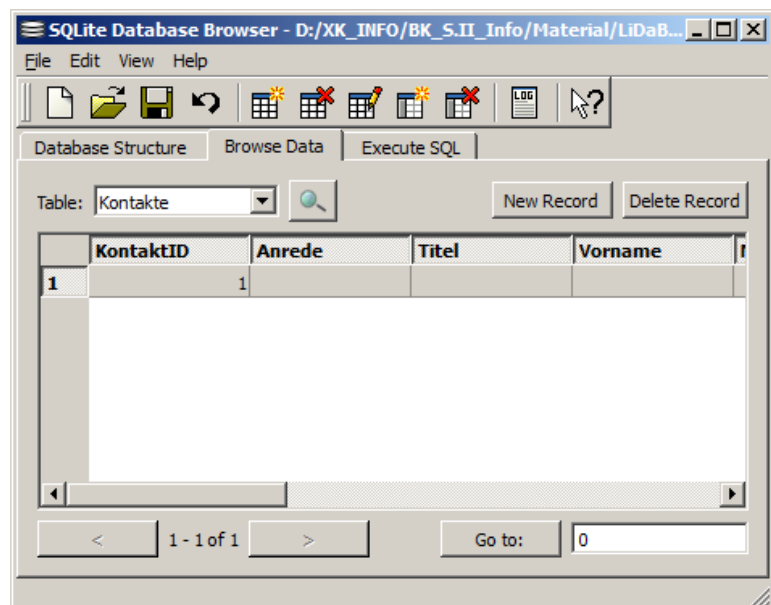 SQLite Database Browser - D:/XK_INFO/BK_S.II_Info/Material/LiDaB...
File Edit View Help
LOG ?
Database Structure Browse Data Execute SQL
Table: Kontakte New Record Delete Record
KontaktID Anrede Titel Vorname
1 1
< 1 - 1 of 1 > Go to: 0